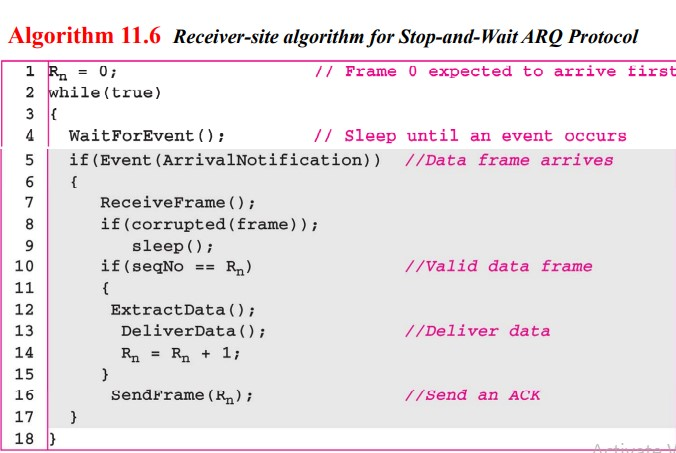 Algorithm 11.6 Receiver-site algorithm for Stop-and-Wait ARQ Protocol
1 Rn = 0; // Frame 0 expected to arrive first
2 while(true)
3 {
4 WaitForEvent(); // Sleep until an event occurs
5 if(Event(ArrivalNotification)) //Data frame arrives
6 {
7 ReceiveFrame();
8 if(corrupted(frame));
9 sleep();
10 if(seqNo == Rn) //Valid data frame
11 {
12 ExtractData();
13 DeliverData(); //Deliver data
14 Rn = Rn + 1;
15 }
16 SendFrame(Rn); //Send an ACK
17 }
18 }